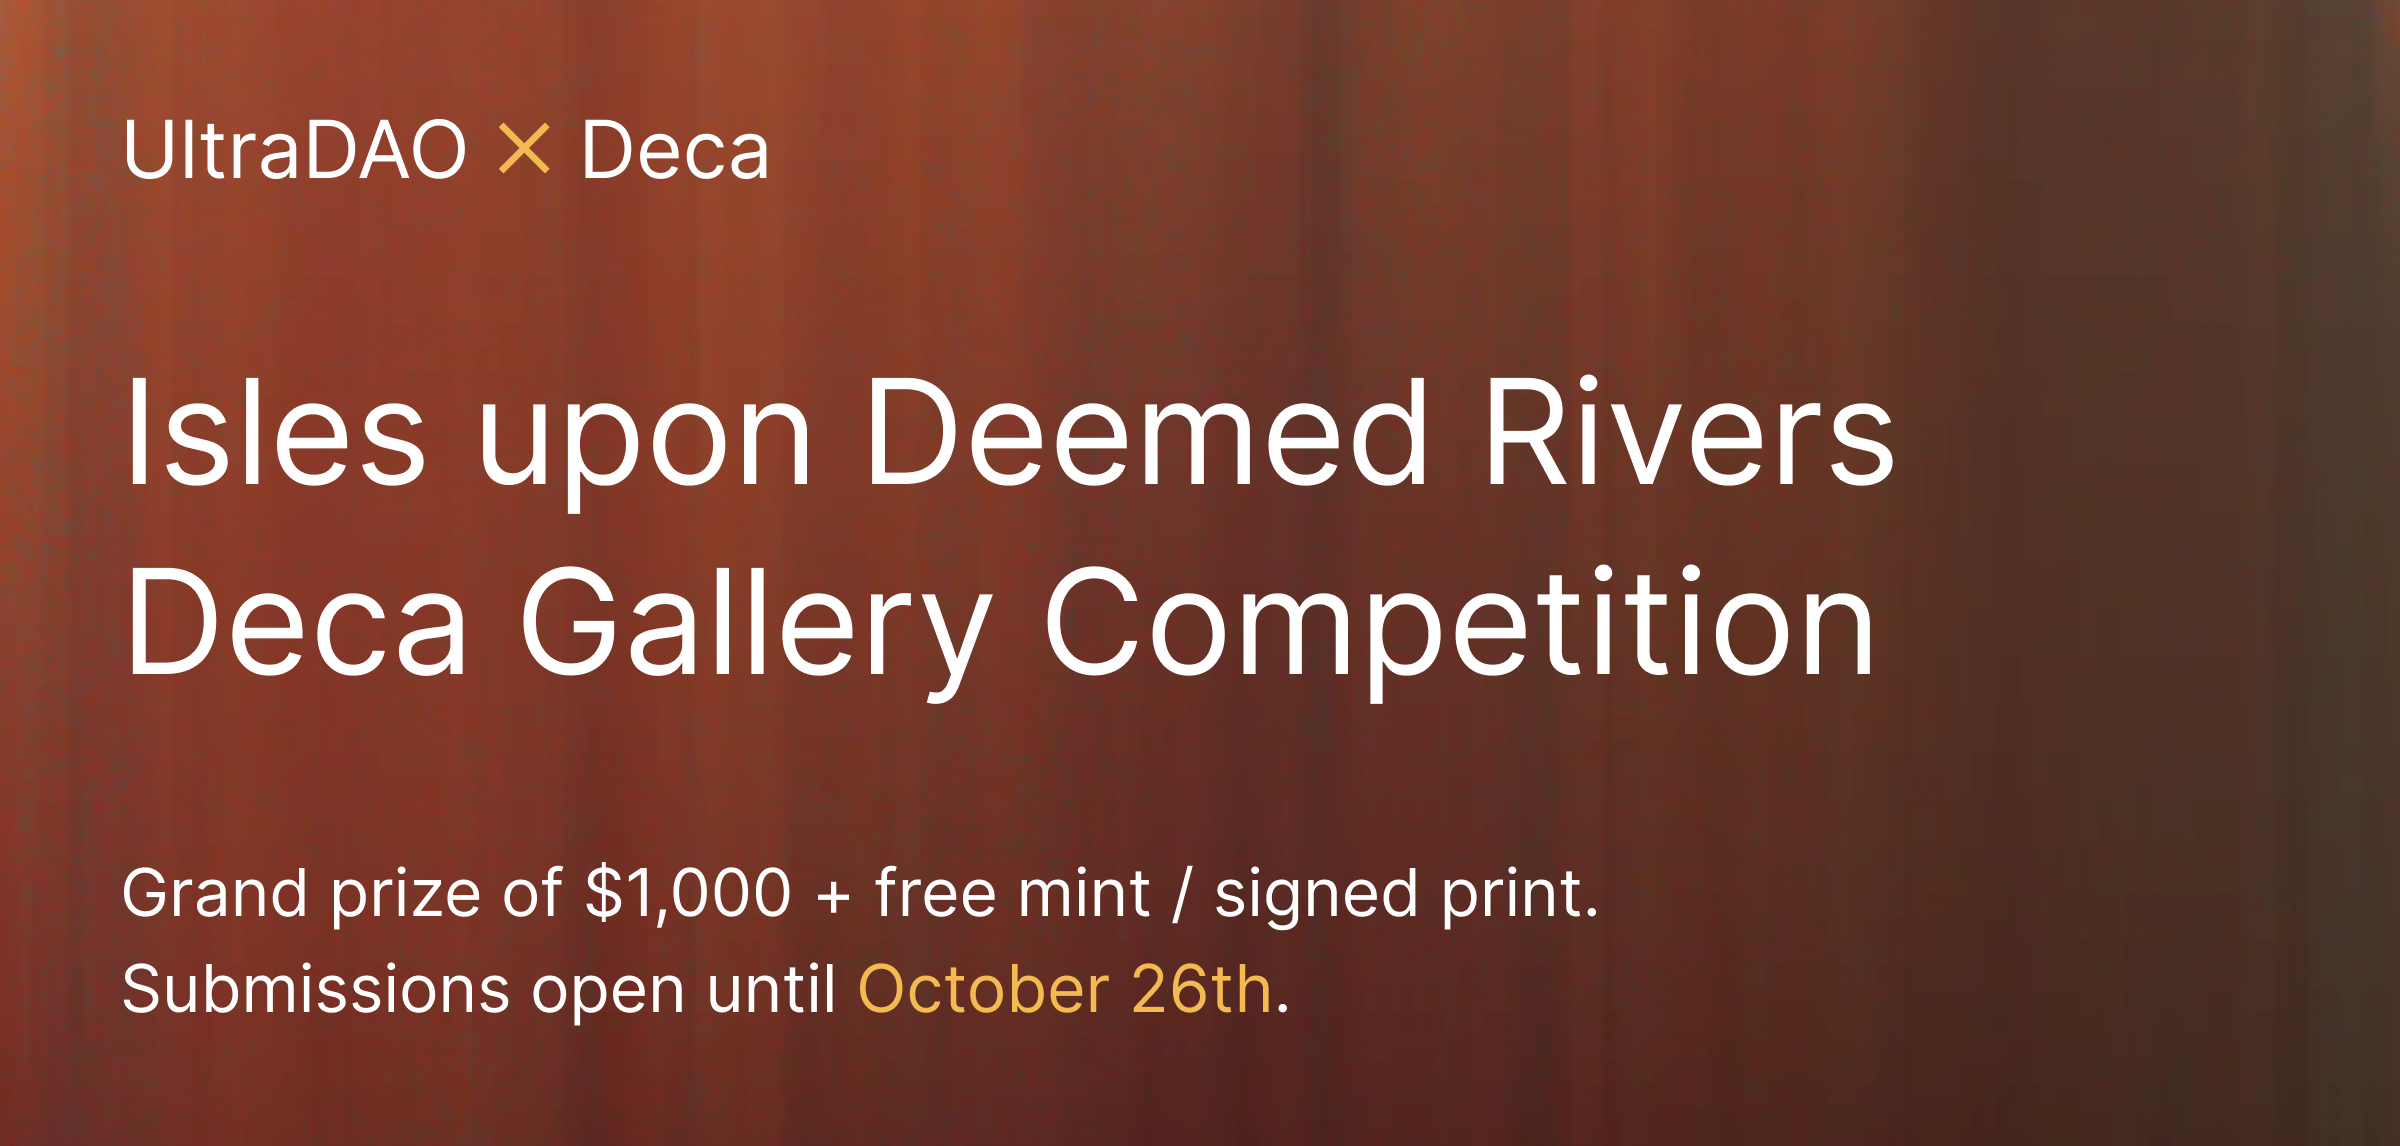 UltraDAO × Deca
Isles upon Deemed Rivers
Deca Gallery Competition
Grand prize of $1,000 + free mint / signed print.
Submissions open until October 26th.